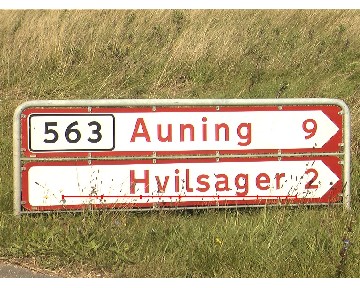 563 Auning 9
Hvilsager 2